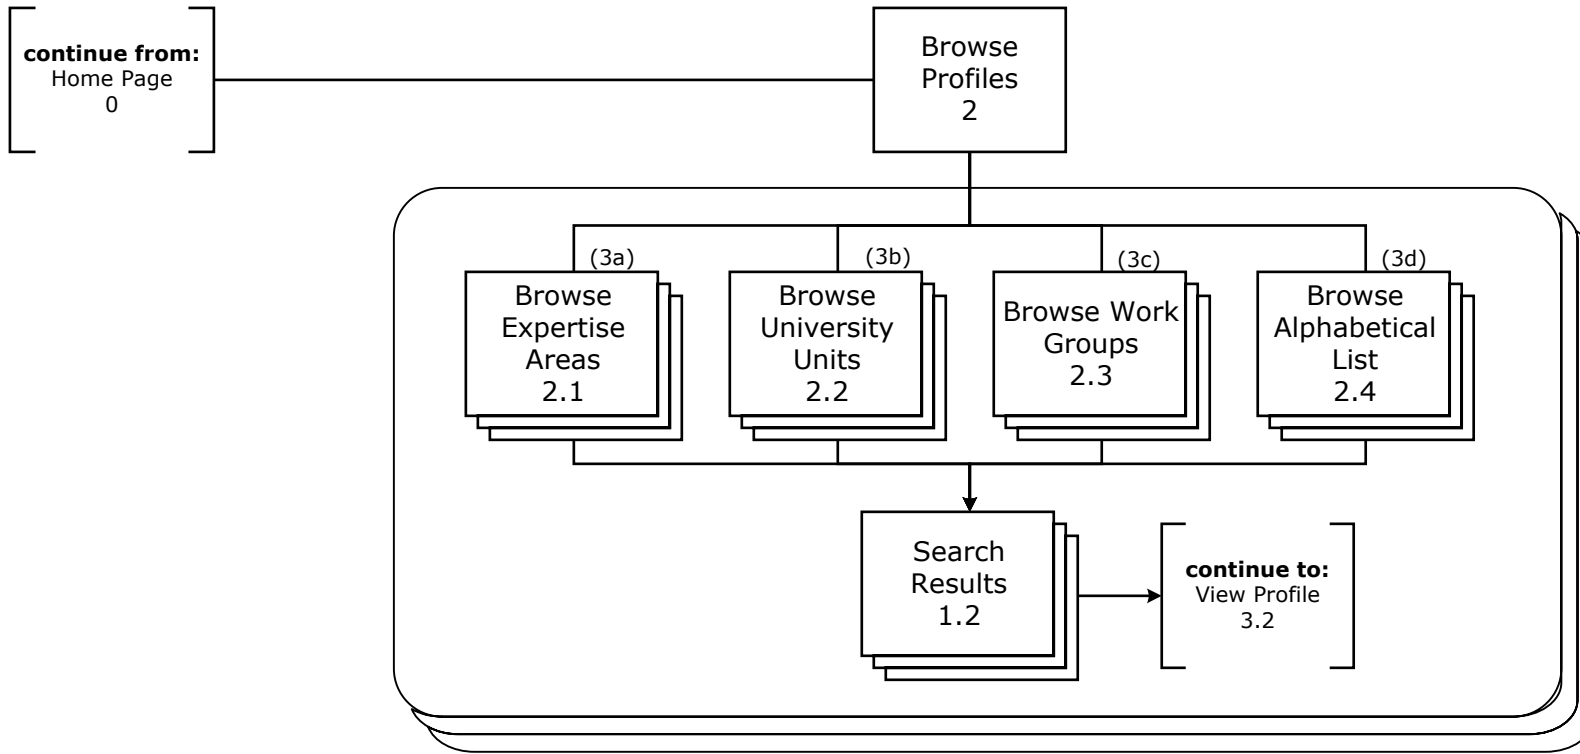 continue from:
Home Page
0
Browse
Profiles
2
(3a)
Browse
Expertise
Areas
2.1
(3b)
Browse
University
Units
2.2
(3c)
Browse Work
Groups
2.3
(3d)
Browse
Alphabetical
List
2.4
Search
Results
1.2
continue to:
View Profile
3.2